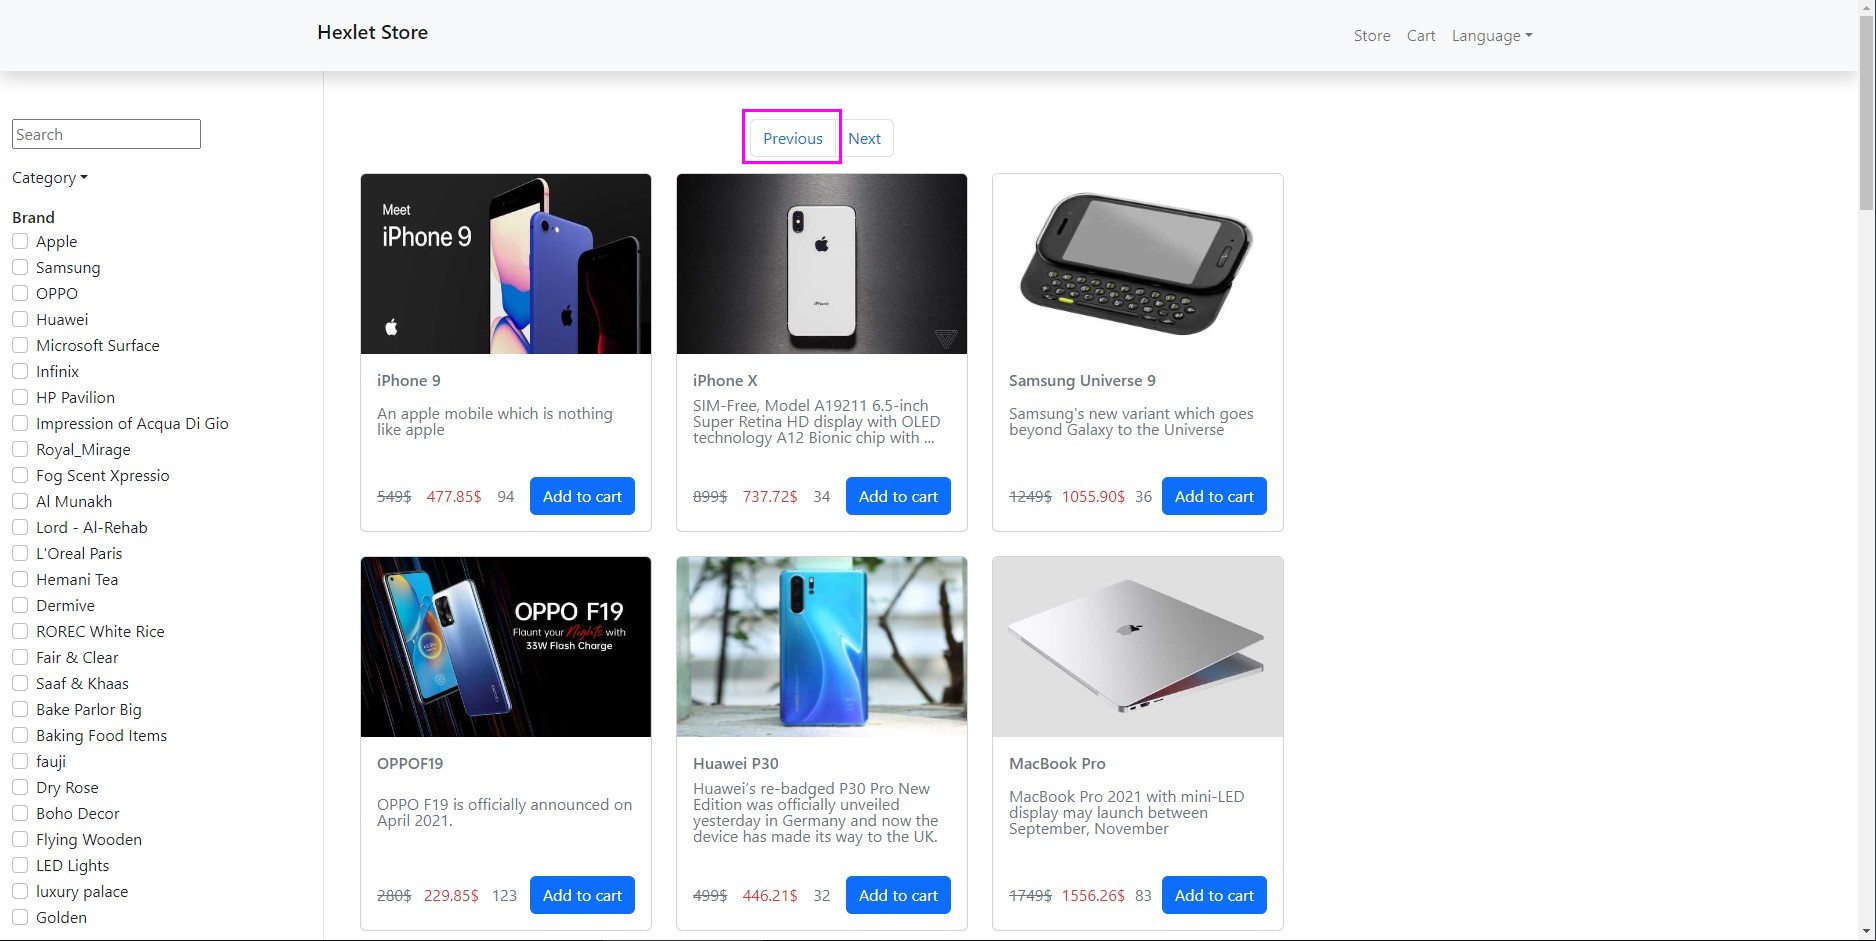 Hexlet Store
Store
Cart
Language
Search
Category
Brand
Apple
Samsung
OPPO
Huawei
Microsoft Surface
Infinix
HP Pavilion
Impression of Acqua Di Gio
Royal_Mirage
Fog Scent Xpressio
Al Munakh
Lord - Al-Rehab
L'Oreal Paris
Hemani Tea
Dermive
ROREC White Rice
Fair & Clear
Saaf & Khaas
Bake Parlor Big
Baking Food Items
fauji
Dry Rose
Boho Decor
Flying Wooden
LED Lights
luxury palace
Golden
Previous
Next
Meet
iPhone 9
iPhone 9
An apple mobile which is nothing
like apple
549$ 477.85$ 94 Add to cart
iPhone
iPhone X
SIM-Free, Model A19211 6.5-inch
Super Retina HD display with OLED
technology A12 Bionic chip with ...
899$ 737.72$ 34 Add to cart
Samsung Universe 9
Samsung's new variant which goes
beyond Galaxy to the Universe
1249$ 1055.90$ 36 Add to cart
OPPO F19
Flaunt your Nights with
33W Flash Charge
OPPOF19
OPPO F19 is officially announced on
April 2021.
280$ 229.85$ 123 Add to cart
Huawei P30
Huawei’s re-badged P30 Pro New
Edition was officially unveiled
yesterday in Germany and now the
device has made its way to the UK.
499$ 446.21$ 32 Add to cart
MacBook Pro
MacBook Pro 2021 with mini-LED
display may launch between
September, November
1749$ 1556.26$ 83 Add to cart